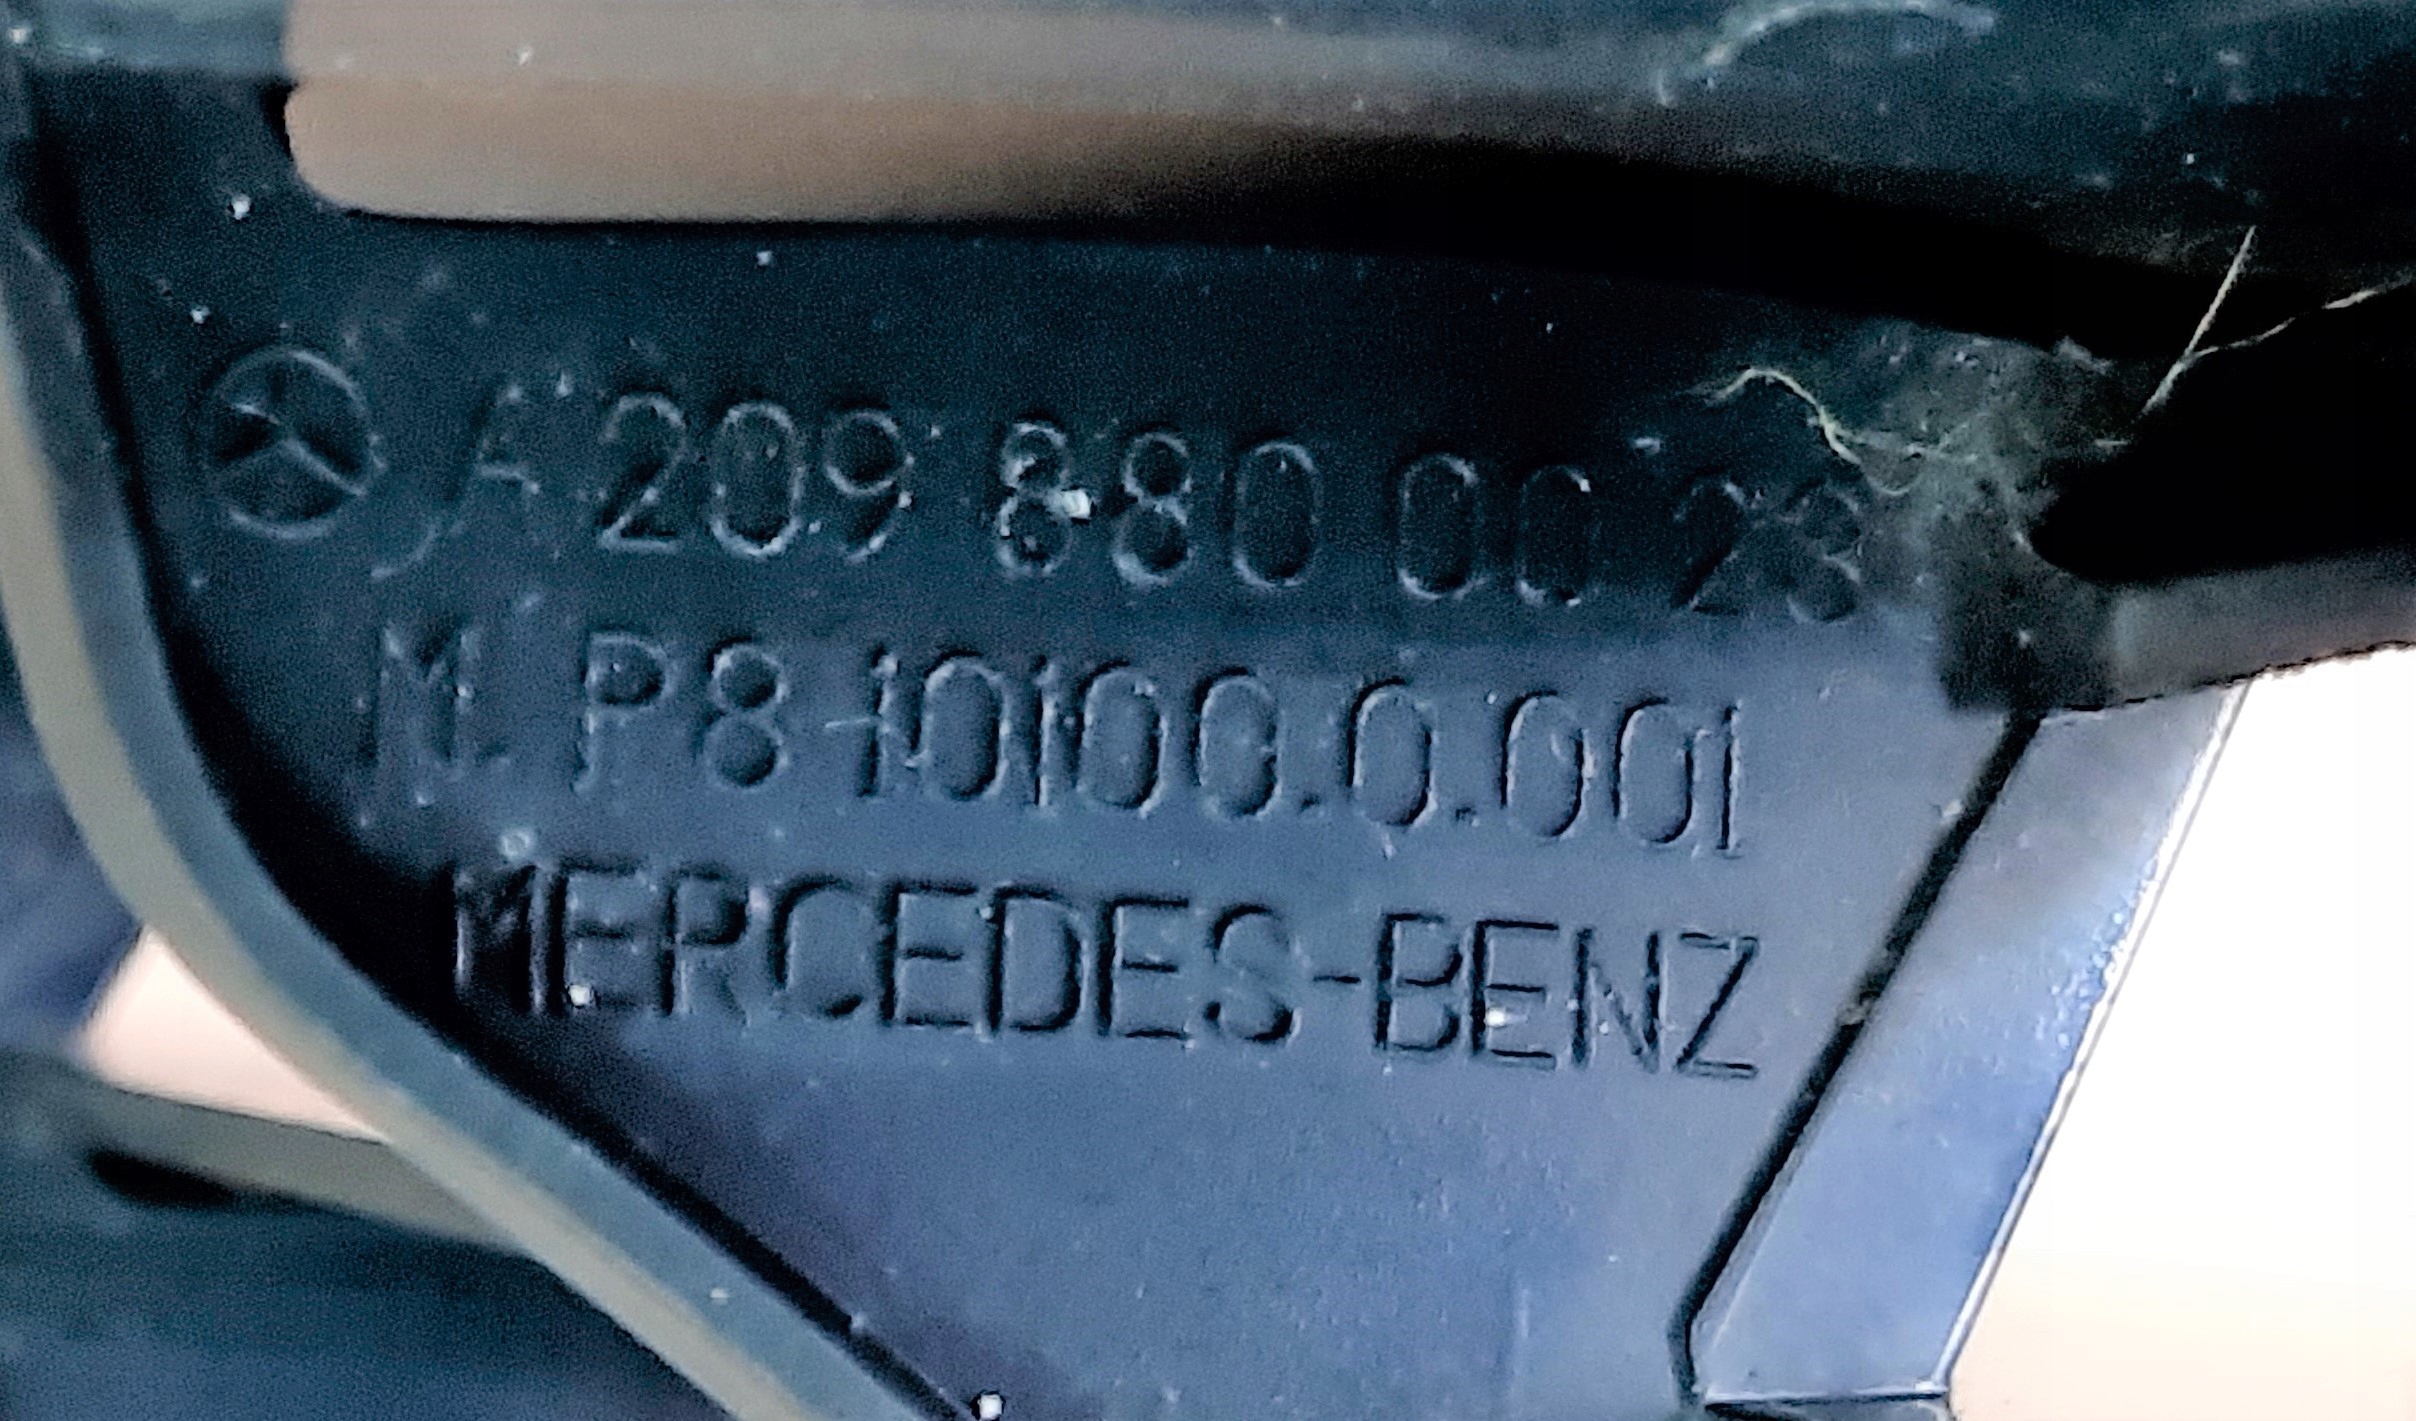 A 209 880 00 23
M P8-10100.0.001
MERCEDES-BENZ